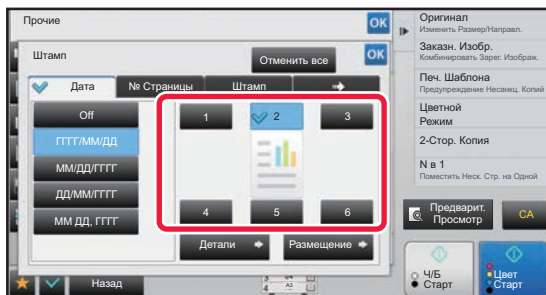 Прочие
OK
Штамп
Отменить все
OK
Дата
№ Страницы
Штамп
Off
ГГГГ/ММ/ДД
ММ/ДД/ГГГГ
ДД/ММ/ГГГГ
ММ ДД, ГГГГ
1
2
3
4
5
6
Детали
Размещение
Назад
Оригинал
Изменить Размер/Направл.
Заказн. Изобр.
Комбинировать Зарег. Изображ.
Печ. Шаблона
Предупреждение Несанкц. Копий
Цветной
Режим
2-Стор. Копия
N в 1
Поместить Неск. Стр. на Одной
Предварит.
Просмотр
CA
Ч/Б
Старт
Цвет
Старт